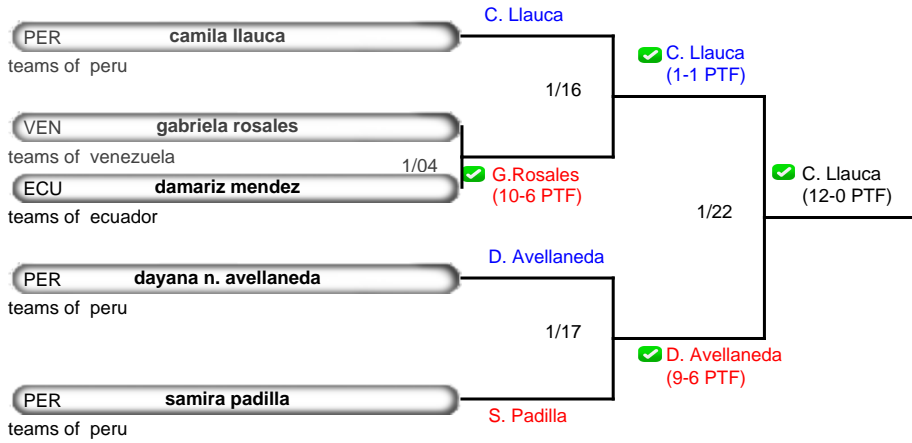 C. Llauca
PER camila llauca
teams of peru
C. Llauca
(1-1 PTF)
1/16
VEN gabriela rosales
teams of venezuela
1/04
G.Rosales
(10-6 PTF)
ECU damariz mendez
teams of ecuador
C. Llauca
(12-0 PTF)
1/22
D. Avellaneda
PER dayana n. avellaneda
teams of peru
1/17
D. Avellaneda
(9-6 PTF)
PER samira padilla
S. Padilla
teams of peru